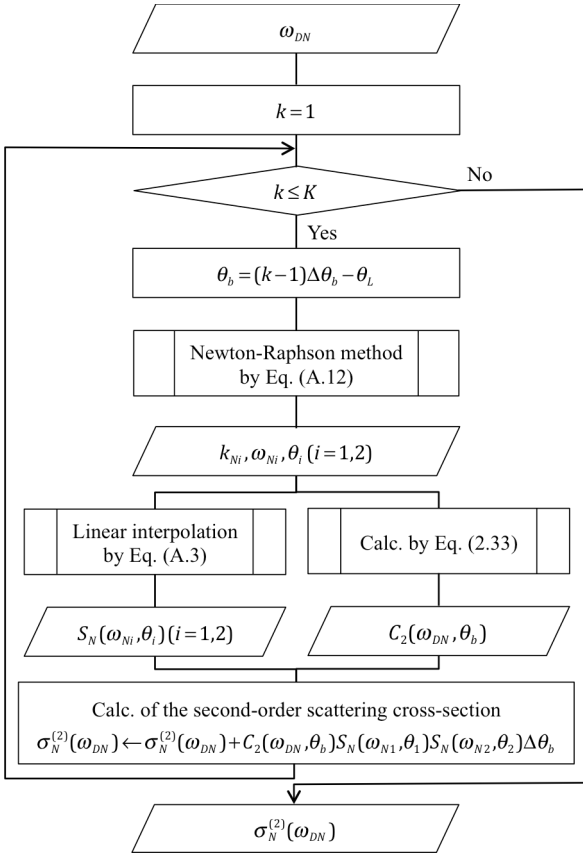 ω_DN
k=1
k≤K
No
Yes
θ_b=(k−1)Δθ_b−θ_L
Newton-Raphson method
by Eq. (A.12)
k_Ni,ω_Ni,θ_i(i=1,2)
Linear interpolation
by Eq. (A.3)
Calc. by Eq. (2.33)
S_N(ω_Ni,θ_i)(i=1,2)
C_2(ω_DN,θ_b)
Calc. of the second-order scattering cross-section
σ_N^(2)(ω_DN)←σ_N^(2)(ω_DN)+C_2(ω_DN,θ_b)S_N(ω_N1,θ_1)S_N(ω_N2,θ_2)Δθ_b
σ_N^(2)(ω_DN)